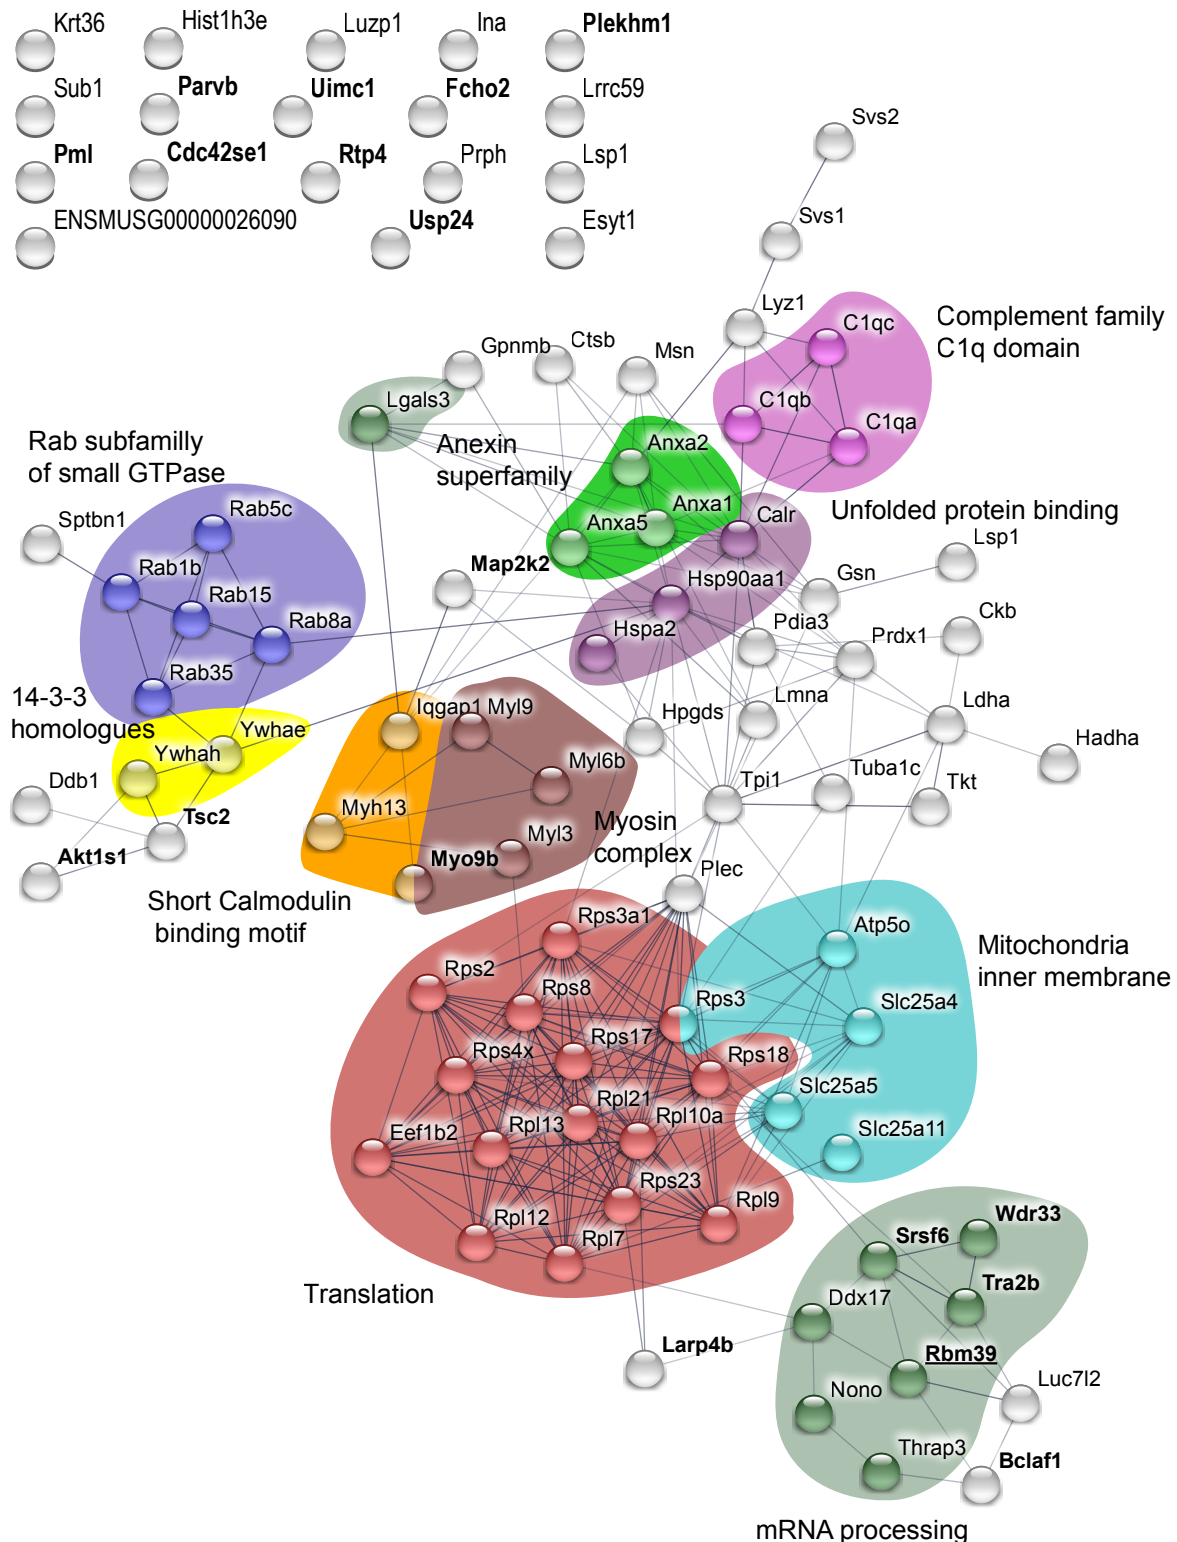 Krt36
Hist1h3e
Luzp1
Ina
Plekhm1
Sub1
Parvb
Uimc1
Fcho2
Lrrc59
Pml
Cdc42se1
Rtp4
Prph
Lsp1
ENSMUSG00000026090
Usp24
Esyt1
Svs2
Svs1
Lyz1
C1qc
Complement family
C1q domain
Gpnmb
Ctsb
Msn
Lgals3
C1qb
C1qa
Rab subfamilly
of small GTPase
Anexin
superfamily
Anxa2
Anxa1
Anxa5
Calr
Unfolded protein binding
Sptbn1
Rab5c
Rab1b
Rab15
Rab8a
Rab35
Map2k2
Hsp90aa1
Hspa2
Gsn
Lsp1
Pdia3
Prdx1
Ckb
14-3-3
homologues
Ywhae
Ywhah
Iqgap1
Myl9
Hpgds
Lmna
Ldha
Hadha
Ddb1
Tsc2
Akt1s1
Myh13
Myl6b
Myl3
Myo9b
Myosin
complex
Tpi1
Tuba1c
Tkt
Plec
Short Calmodulin
binding motif
Rps3a1
Rps2
Rps8
Rps3
Atp5o
Mitochondria
inner membrane
Slc25a4
Rps17
Rps4x
Rps18
Slc25a5
Rpl21
Rpl10a
Rpl13
Eef1b2
Slc25a11
Rps23
Rpl9
Rpl12
Rpl7
Translation
Wdr33
Srsf6
Tra2b
Ddx17
Larp4b
Rbm39
Luc7l2
Nono
Thrap3
Bclaf1
mRNA processing